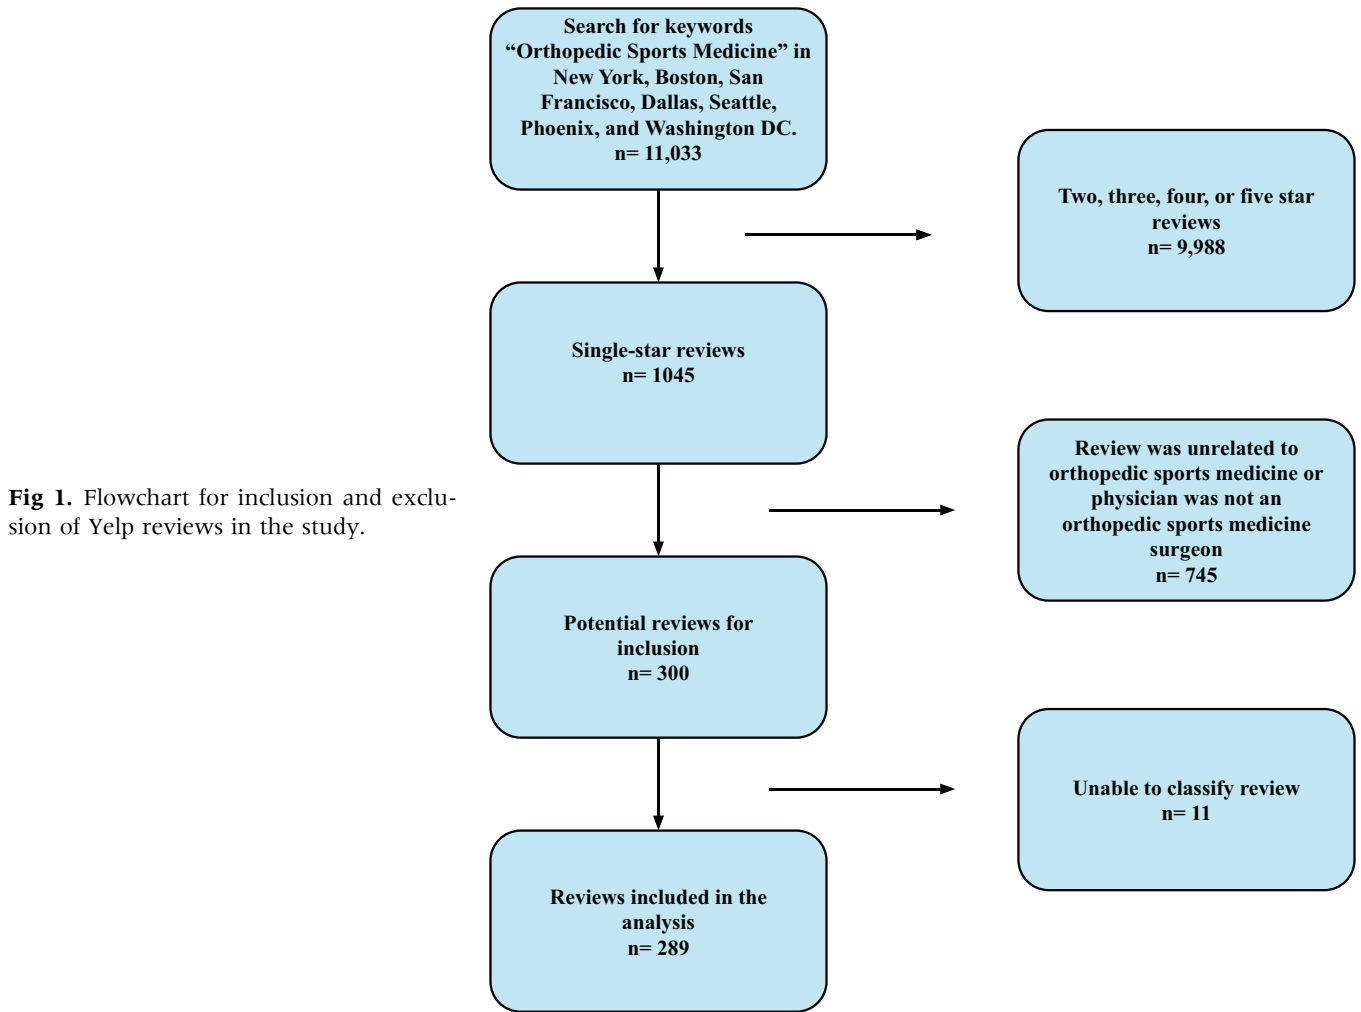 Search for keywords
“Orthopedic Sports Medicine” in
New York, Boston, San
Francisco, Dallas, Seattle,
Phoenix, and Washington DC.
n= 11,033
Two, three, four, or five star
reviews
n= 9,988
Single-star reviews
n= 1045
Review was unrelated to
orthopedic sports medicine or
physician was not an
orthopedic sports medicine
surgeon
n= 745
Fig 1. Flowchart for inclusion and exclu-
sion of Yelp reviews in the study.
Potential reviews for
inclusion
n= 300
Unable to classify review
n= 11
Reviews included in the
analysis
n= 289